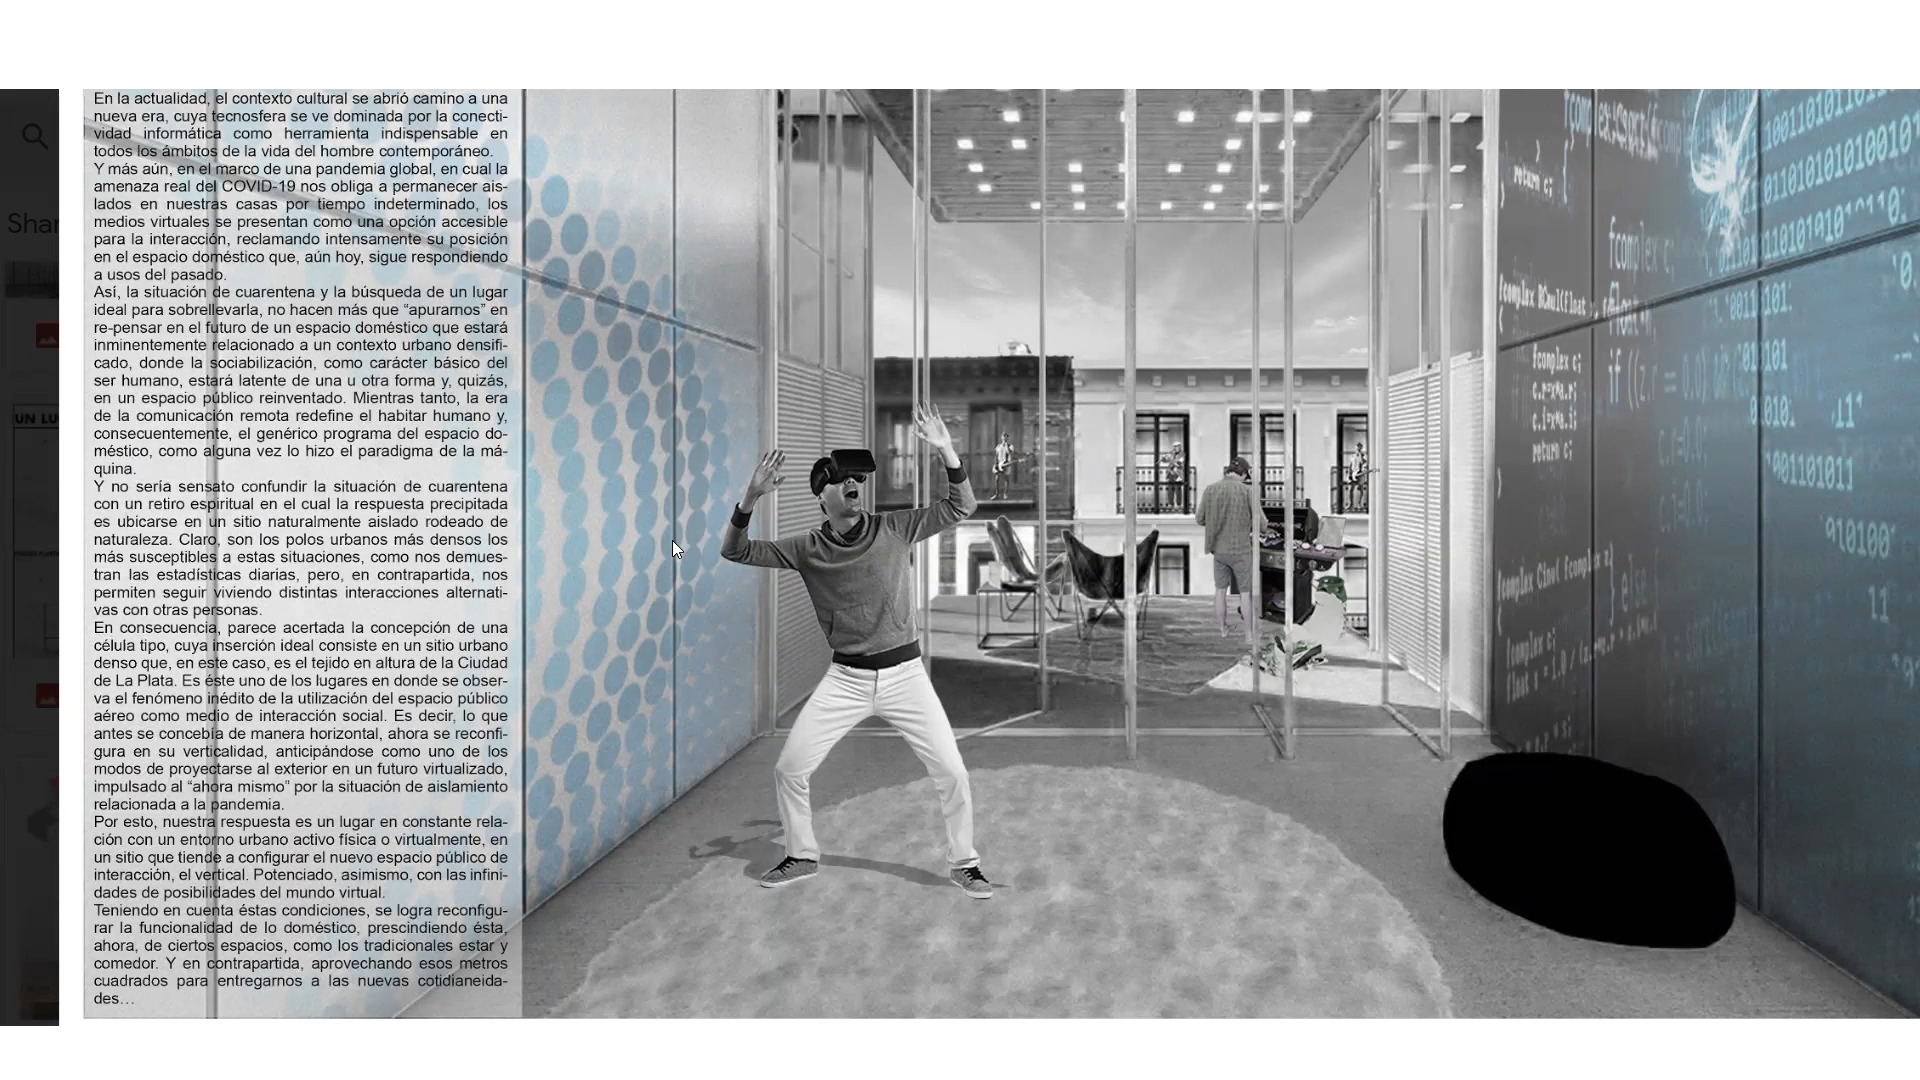 En la actualidad, el contexto cultural se abrió camino a una
nueva era, cuya tecnosfera se ve dominada por la conecti-
vidad informática como herramienta indispensable en
todos los ámbitos de la vida del hombre contemporáneo.
Y más aún, en el marco de una pandemia global, en cual la
amenaza real del COVID-19 nos obliga a permanecer ais-
lados en nuestras casas por tiempo indeterminado, los
medios virtuales se presentan como una opción accesible
para la interacción, reclamando intensamente su posición
en el espacio doméstico que, aún hoy, sigue respondiendo
a usos del pasado.
Así, la situación de cuarentena y la búsqueda de un lugar
ideal para sobrellevarla, no hacen más que “apurarnos” en
re-pensar en el futuro de un espacio doméstico que estará
inminentemente relacionado a un contexto urbano densifi-
cado, donde la sociabilización, como carácter básico del
ser humano, estará latente de una u otra forma y, quizás,
en un espacio público reinventado. Mientras tanto, la era
de la comunicación remota redefine el habitar humano y,
consecuentemente, el genérico programa del espacio do-
méstico, como alguna vez lo hizo el paradigma de la má-
quina.
Y no sería sensato confundir la situación de cuarentena
con un retiro espiritual en el cual la respuesta precipitada
es ubicarse en un sitio naturalmente aislado rodeado de
naturaleza. Claro, son los polos urbanos más densos los
más susceptibles a estas situaciones, como nos demues-
tran las estadísticas diarias, pero, en contrapartida, nos
permiten seguir viviendo distintas interacciones alternati-
vas con otras personas.
En consecuencia, parece acertada la concepción de una
célula tipo, cuya inserción ideal consiste en un sitio urbano
denso que, en este caso, es el tejido en altura de la Ciudad
de La Plata. Es éste uno de los lugares en donde se obser-
va el fenómeno inédito de la utilización del espacio público
aéreo como medio de interacción social. Es decir, lo que
antes se concebía de manera horizontal, ahora se reconfi-
gura en su verticalidad, anticipándose como uno de los
modos de proyectarse al exterior en un futuro virtualizado,
impulsado al “ahora mismo” por la situación de aislamiento
relacionada a la pandemia.
Por esto, nuestra respuesta es un lugar en constante rela-
ción con un entorno urbano activo física o virtualmente, en
un sitio que tiende a configurar el nuevo espacio público de
interacción, el vertical. Potenciado, asimismo, con las infini-
dades de posibilidades del mundo virtual.
Teniendo en cuenta éstas condiciones, se logra reconfigu-
rar la funcionalidad de lo doméstico, prescindiendo ésta,
ahora, de ciertos espacios, como los tradicionales estar y
comedor. Y en contrapartida, aprovechando esos metros
cuadrados para entregarnos a las nuevas cotidianeida-
des…
Shar
UN LU
return c;
fcomplex c;
c.r=x*a.r;
c.i=x*a.i;
return c;